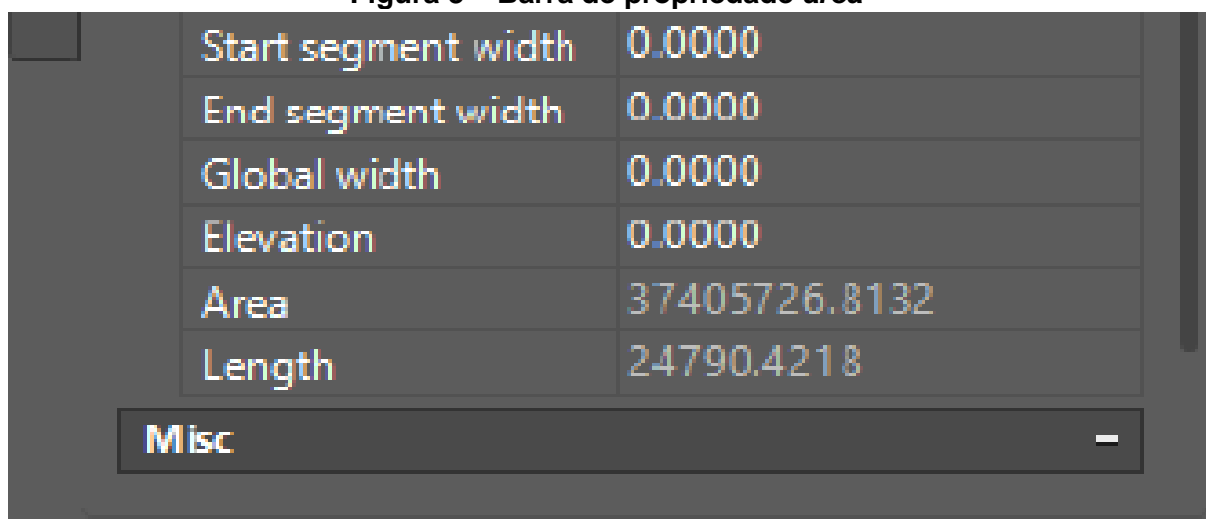 Start segment width 0.0000
End segment width 0.0000
Global width 0.0000
Elevation 0.0000
Area 37405726.8132
Length 24790.4218
Misc